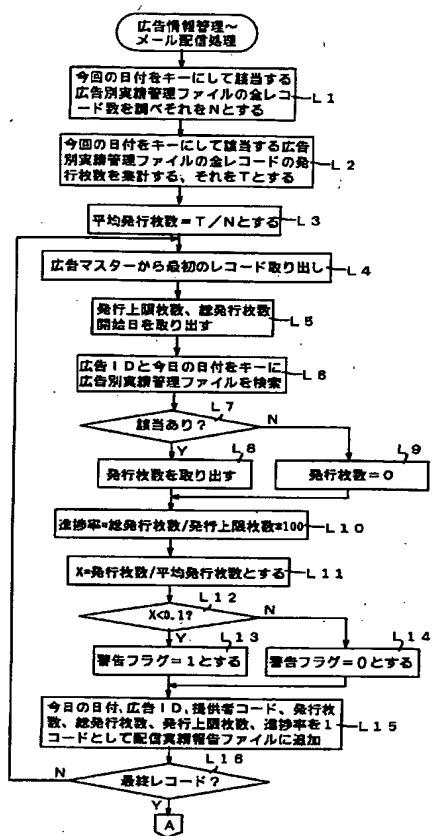 広告情報管理～
メール配信処理
今回の日付をキーにして該当する
広告別実績管理ファイルの全レコ
ード数を調べそれをNとする
L1
今回の日付をキーにして該当する広告
別実績管理ファイルの全レコードの発
行枚数を集計する、それをTとする
L2
平均発行枚数=T/Nとする
L3
広告マスターから最初のレコード取り出し
L4
発行上限枚数、総発行枚数
開始日を取り出す
L5
広告IDと今日の日付をキーに
広告別実績管理ファイルを検索
L6
L7
該当あり?
N
Y
L8
発行枚数を取り出す
L9
発行枚数=0
進捗率=総発行枚数/発行上限枚数*100
L10
X=発行枚数/平均発行枚数とする
L11
L12
X<0.1?
N
Y
L13
警告フラグ=1とする
L14
警告フラグ=0とする
今日の日付、広告ID、提供者コード、発行枚
数、総発行枚数、発行上限枚数、進捗率を1
コードとして配信実績報告ファイルに追加
L15
L16
N
最終レコード?
Y
A